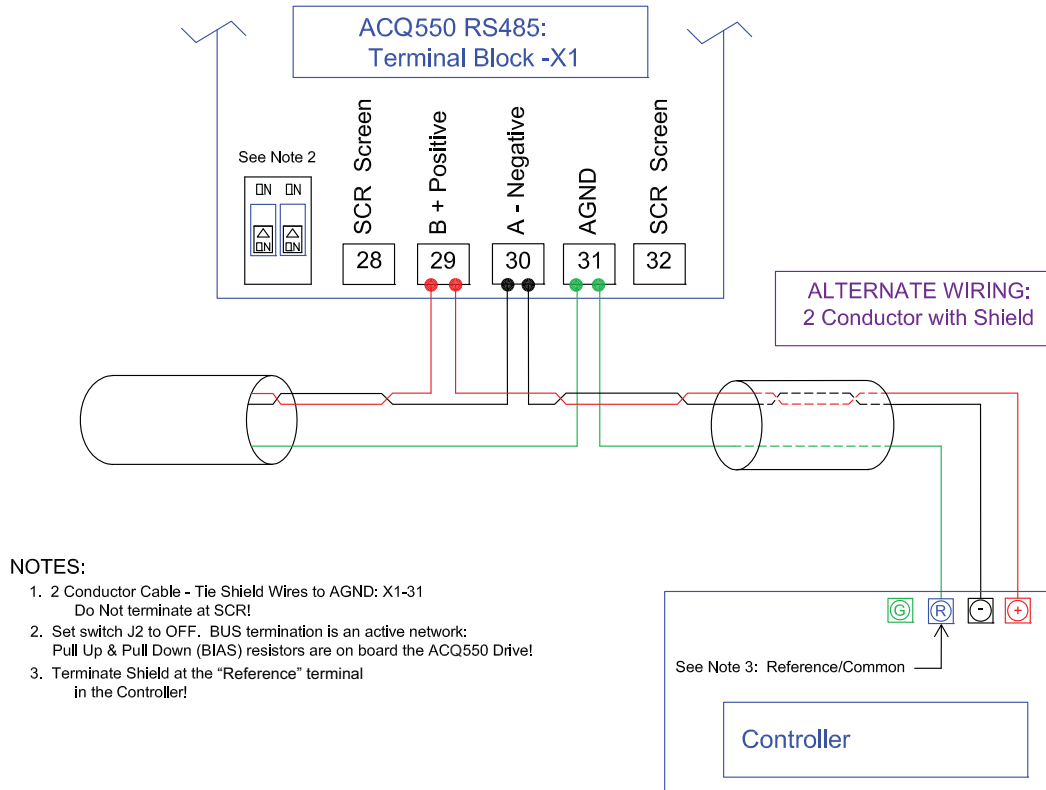 ACQ550 RS485:
Terminal Block -X1
See Note 2
ON ON
ON ON
SCR Screen
B + Positive
A - Negative
AGND
SCR Screen
28
29
30
31
32
ALTERNATE WIRING:
2 Conductor with Shield
NOTES:
1. 2 Conductor Cable - Tie Shield Wires to AGND: X1-31
Do Not terminate at SCR!
2. Set switch J2 to OFF. BUS termination is an active network:
Pull Up & Pull Down (BIAS) resistors are on board the ACQ550 Drive!
3. Terminate Shield at the “Reference” terminal
in the Controller!
G R - +
See Note 3: Reference/Common
Controller